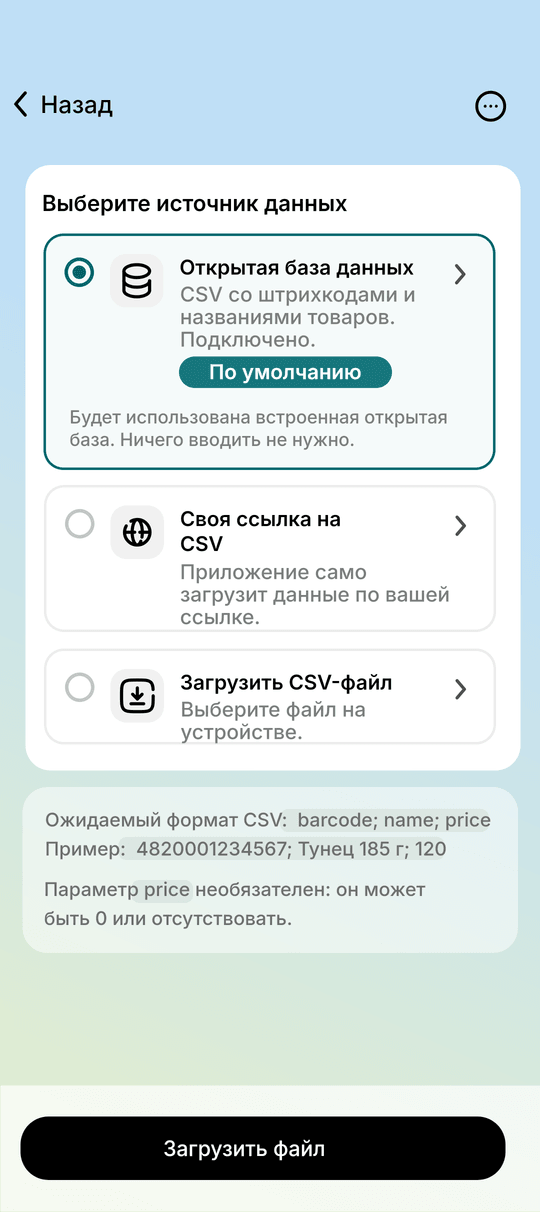 Назад
Выберите источник данных
Открытая база данных
CSV со штрихкодами и
названиями товаров.
Подключено.
По умолчанию
Будет использована встроенная открытая
база. Ничего вводить не нужно.
Своя ссылка на
CSV
Приложение само
загрузит данные по вашей
ссылке.
Загрузить CSV-файл
Выберите файл на
устройстве.
Ожидаемый формат CSV: barcode; name; price
Пример: 4820001234567; Тунец 185 г; 120
Параметр price необязателен: он может
быть 0 или отсутствовать.
Загрузить файл